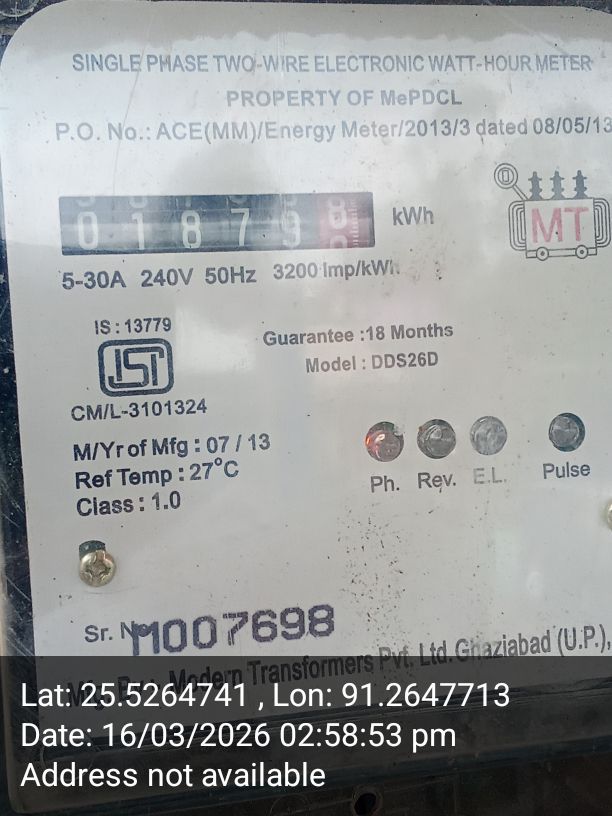 SINGLE PHASE TWO-WIRE ELECTRONIC WATT-HOUR METER
PROPERTY OF MePDCL
P.O. No.: ACE(MM)/Energy Meter/2013/3 dated 08/05/13
MT
0 1 8 7 9 8 kWh
5-30A 240V 50Hz 3200 Imp/kWh
IS : 13779
ISI
CM/L-3101324
Guarantee :18 Months
Model : DDS26D
M/Yr of Mfg : 07 / 13
Ref Temp : 27°C
Class : 1.0
Ph. Rev. E.L. Pulse
Sr. No M007698
Modern Transformers Pvt. Ltd. Ghaziabad (U.P.),
Lat: 25.5264741 , Lon: 91.2647713
Date: 16/03/2026 02:58:53 pm
Address not available